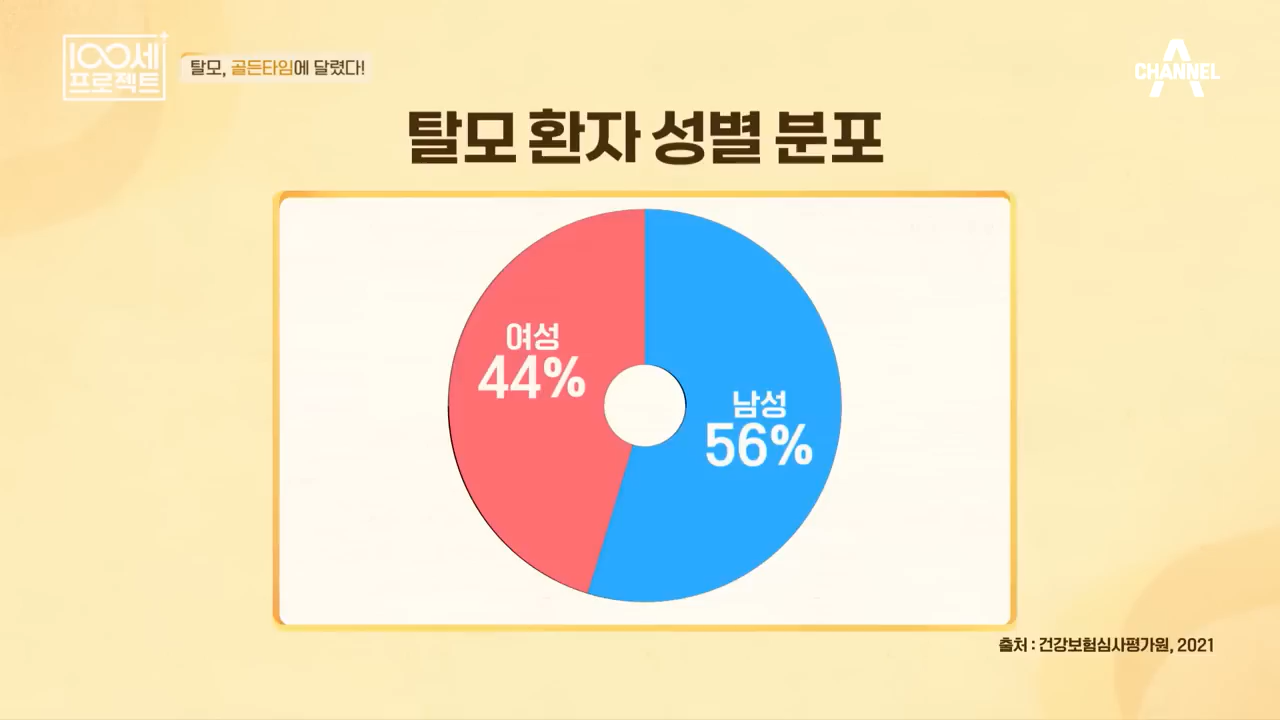 100세
프로젝트
탈모, 골든타임에 달렸다!
CHANNEL A
탈모 환자 성별 분포
여성
44%
남성
56%
출처 : 건강보험심사평가원, 2021